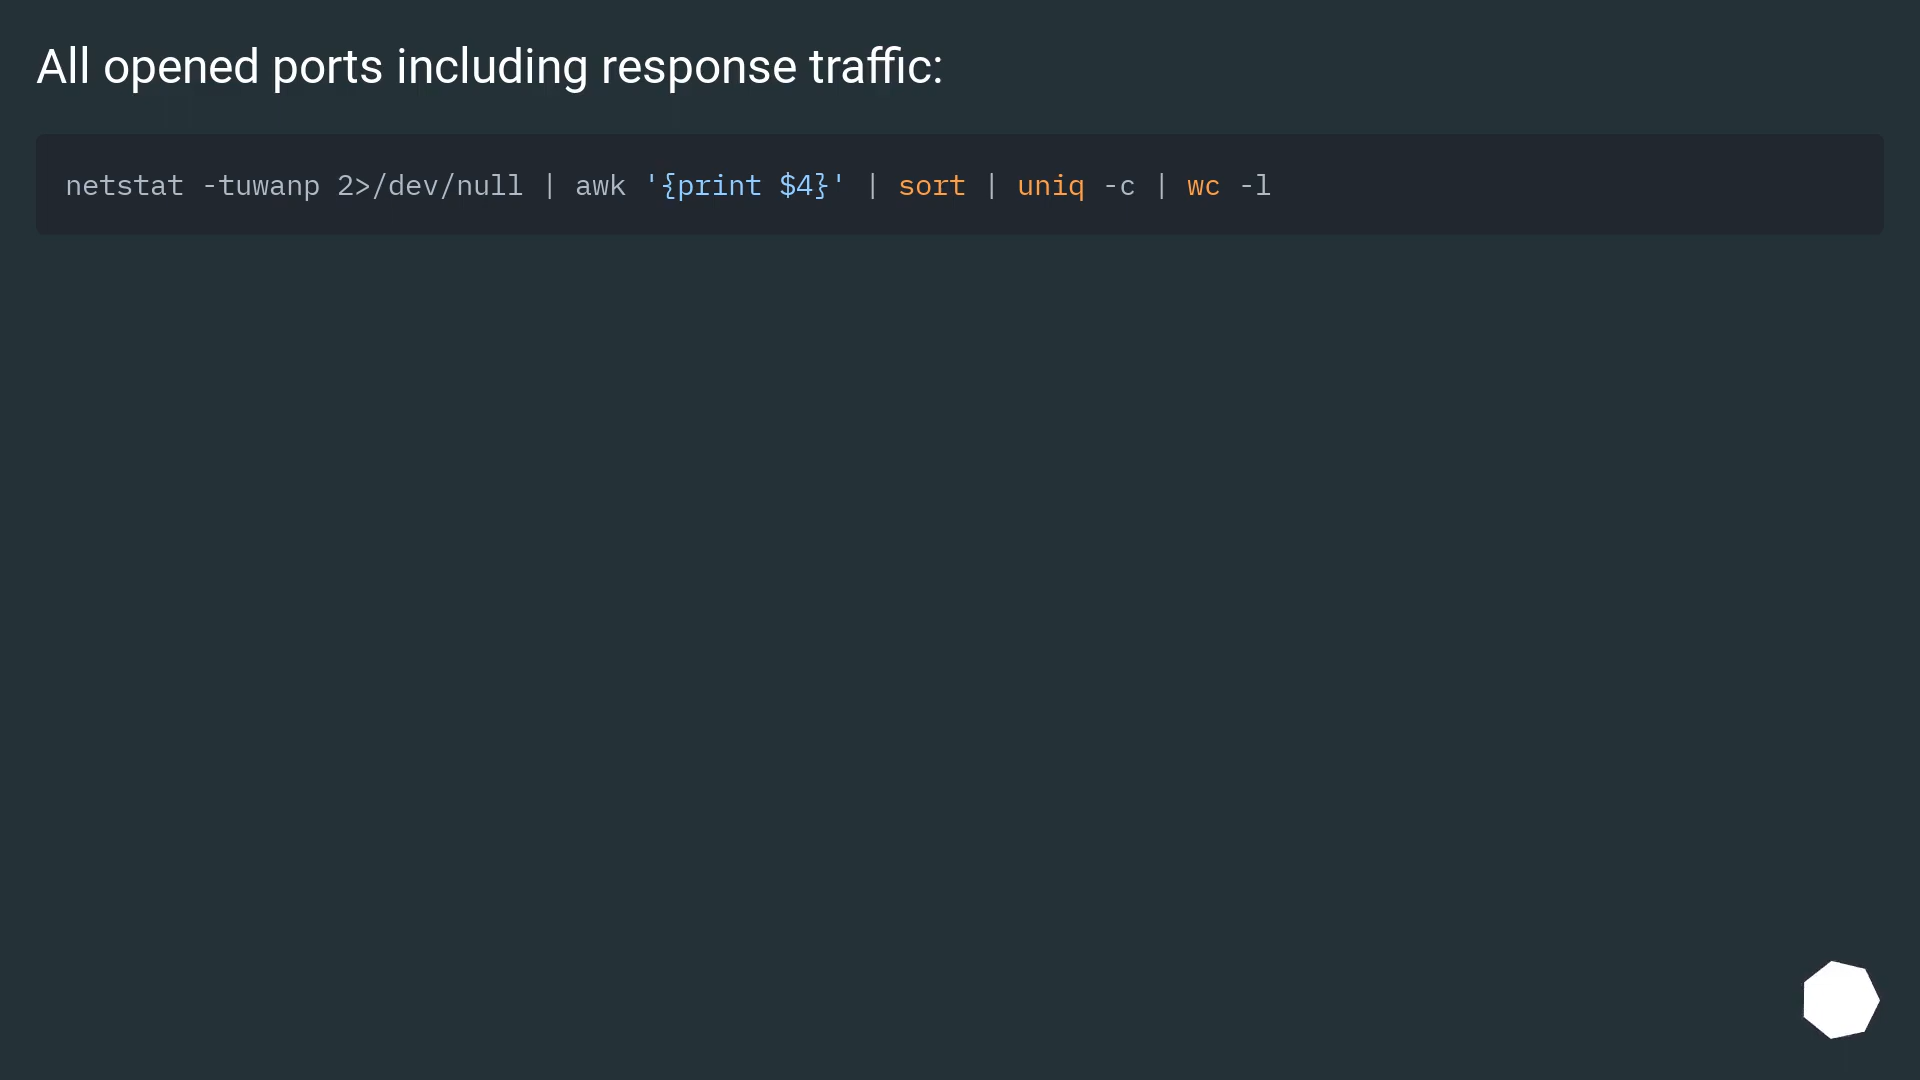 All opened ports including response traffic:
netstat -tuwanp 2>/dev/null | awk '{print $4}' | sort | uniq -c | wc -l